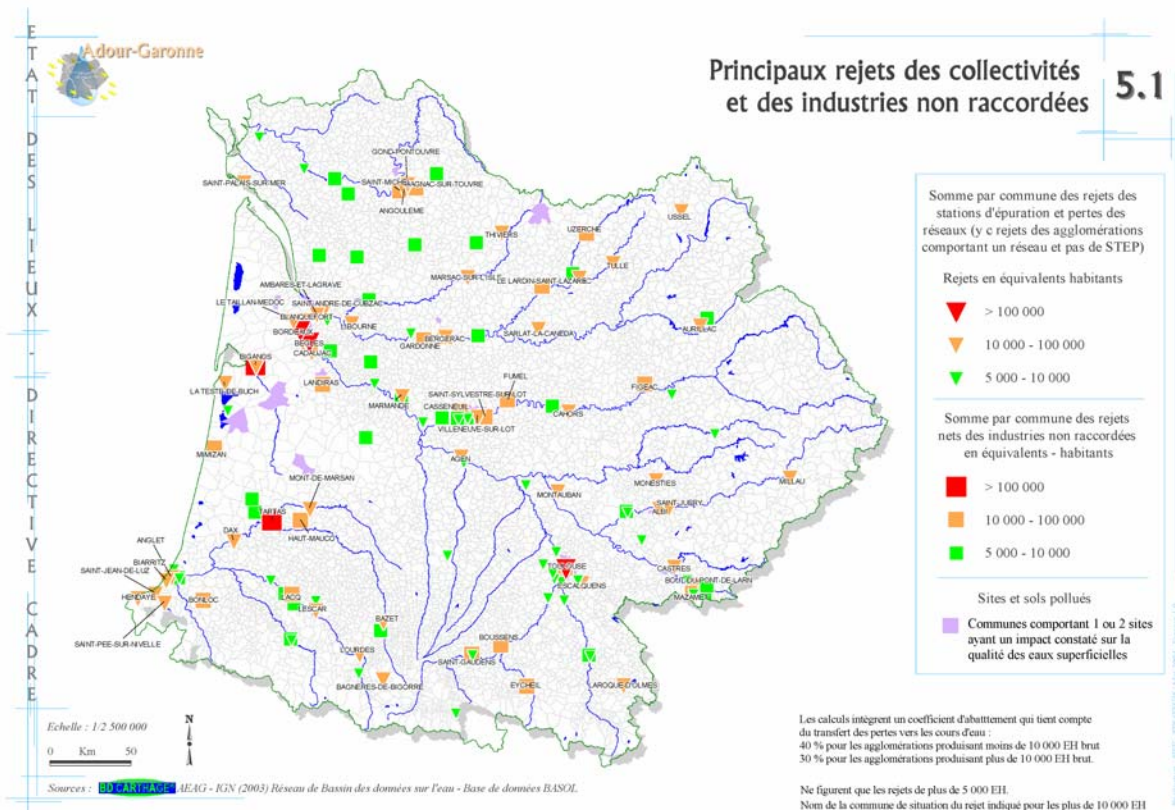 ETAT DES LIEUX - DIRECTIVE CADRE
Adour-Garonne
Principaux rejets des collectivités
et des industries non raccordées
5.1
GOND-PONTOUVRE
SAINT-PALAIS-SUR-MER
ANGOULEME
USSEL
THIVIERS
UZERCHE
TULLE
MARSAC-SUR-L'ISLE
AMBARES-ET-LAGRAVE
LE TAILLAN-MEDOC
SAINT-ANDRE-DE-CUBZAC
BLANQUEFORT
BORDEAUX
LIBOURNE
BEGLES
CADAUJAC
GARDONNE
BERGERAC
SARLAT-LA-CANEDA
AURILLAC
BIGANOS
LA TESTE-DE-BUCH
LANDIRAS
FUMEL
FIGEAC
SAINT-SYLVESTRE-SUR-LOT
MARMANDE
CASSENEUIL
CAHORS
VILLENEUVE-SUR-LOT
MIMIZAN
AGEN
MONT-DE-MARSAN
MONESTIES
MILLAU
MONTAUBAN
SAINT-JUERY
ALBI
TARTAS
HAUT-MAUCO
DAX
ANGLET
BIARRITZ
SAINT-JEAN-DE-LUZ
HENDAYE
BONLOC
SAINT-PEE-SUR-NIVELLE
TOULOUSE
ESCALQUENS
CASTRES
BOUT-DU-PONT-DE-LARN
MAZAMET
LACQ
LESCAR
BAZET
LOURDES
BOUSSENS
SAINT-GAUDENS
BAGNERES-DE-BIGORRE
EYCHEIL
LAROQUE-D'OLMES
Somme par commune des rejets des
stations d'épuration et pertes des
réseaux (y c rejets des agglomérations
comportant un réseau et pas de STEP)
Rejets en équivalents habitants
> 100 000
10 000 - 100 000
5 000 - 10 000
Somme par commune des rejets
nets des industries non raccordées
en équivalents - habitants
> 100 000
10 000 - 100 000
5 000 - 10 000
Sites et sols pollués
Communes comportant 1 ou 2 sites
ayant un impact constaté sur la
qualité des eaux superficielles
Echelle : 1/2 500 000
N
0 Km 50
Sources : BD CARTHAGE AEAG - IGN (2003) Réseau de Bassin des données sur l'eau - Base de données BASOL
Les calculs intègrent un coefficient d'abatttement qui tient compte
du transfert des pertes vers les cours d'eau :
40 % pour les agglomérations produisant moins de 10 000 EH brut
30 % pour les agglomérations produisant plus de 10 000 EH brut.
Ne figurent que les rejets de plus de 5 000 EH.
Nom de la commune de situation du rejet indiqué pour les plus de 10 000 EH